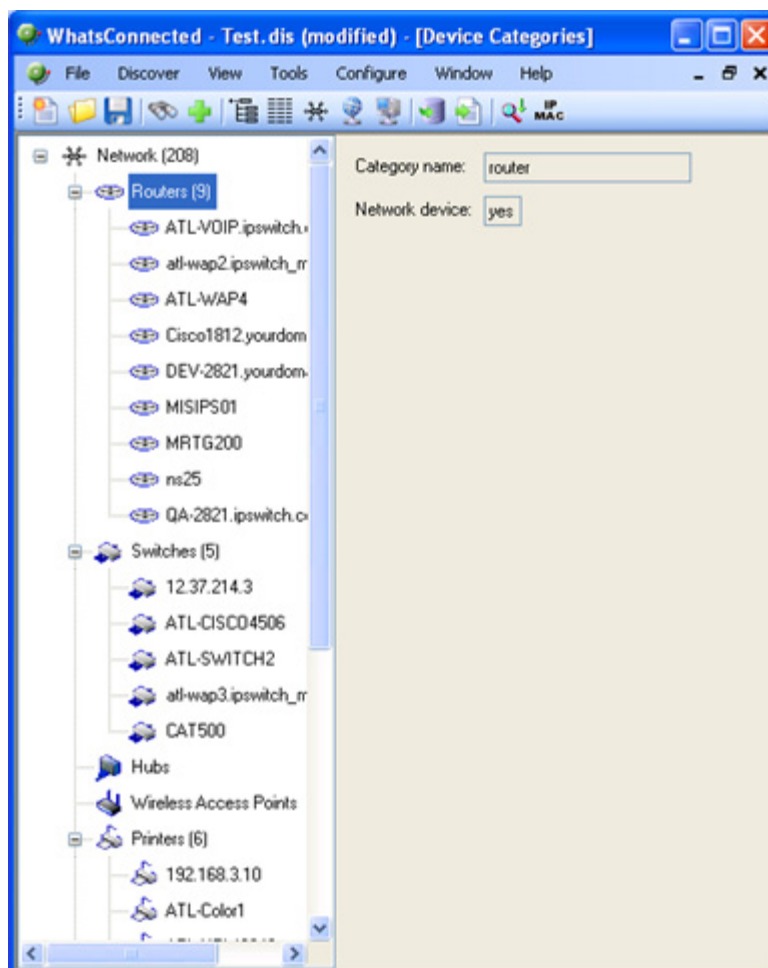 WhatsConnected - Test.dis (modified) - [Device Categories]
File Discover View Tools Configure Window Help
IP
MAC
Network (208)
Routers (9)
ATL-VOIP.ipswitch.
atl-wap2.ipswitch_m
ATL-WAP4
Cisco1812.yourdom
DEV-2821.yourdom
MISIPS01
MRTG200
ns25
QA-2821.ipswitch.c
Switches (5)
12.37.214.3
ATL-CISCO4506
ATL-SWITCH2
atl-wap3.ipswitch_m
CAT500
Hubs
Wireless Access Points
Printers (6)
192.168.3.10
ATL-Color1
Category name: router
Network device: yes